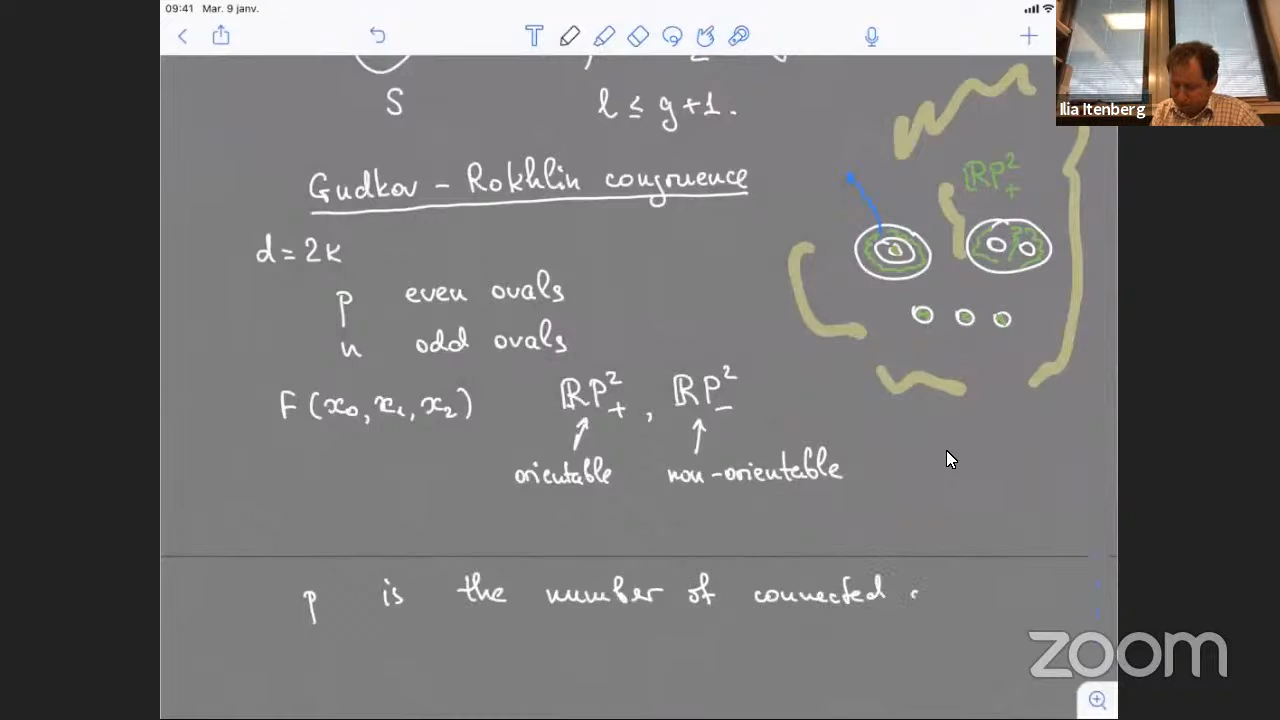 09:41 Mar. 9 janv.
Ilia Itenberg
S l ≤ g+1.
Gudkov - Rokhlin congruence
ℝP²₊
d = 2k
p even ovals
n odd ovals
F(x₀, x₁, x₂) ℝP²₊ , ℝP²₋
orientable non-orientable
p is the number of connected
zoom